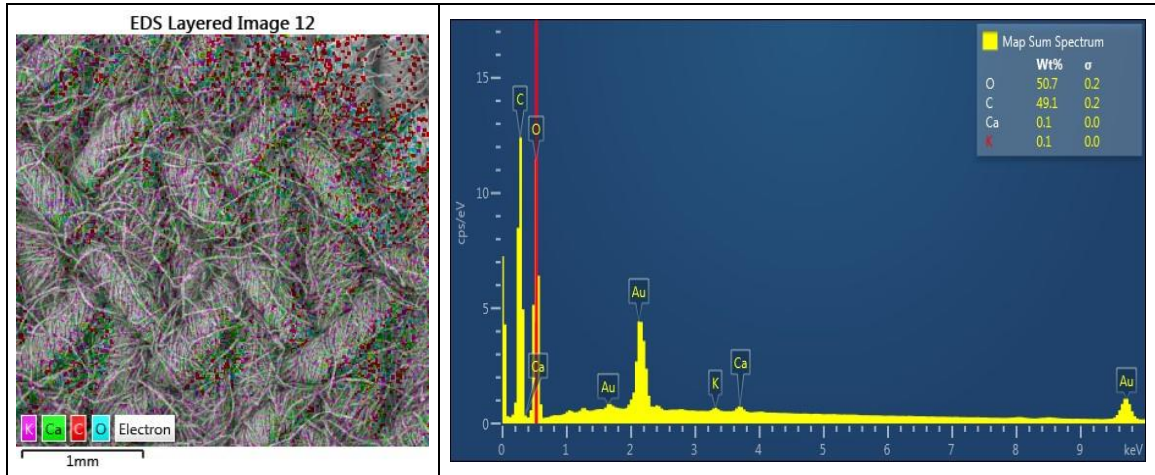 EDS Layered Image 12
K Ca C O Electron
1mm
Map Sum Spectrum
Wt% σ
O 50.7 0.2
C 49.1 0.2
Ca 0.1 0.0
K 0.1 0.0
cps/eV
15
10
5
0
C
O
Ca
Au
Au
K
Ca
Au
0 1 2 3 4 5 6 7 8 9 keV